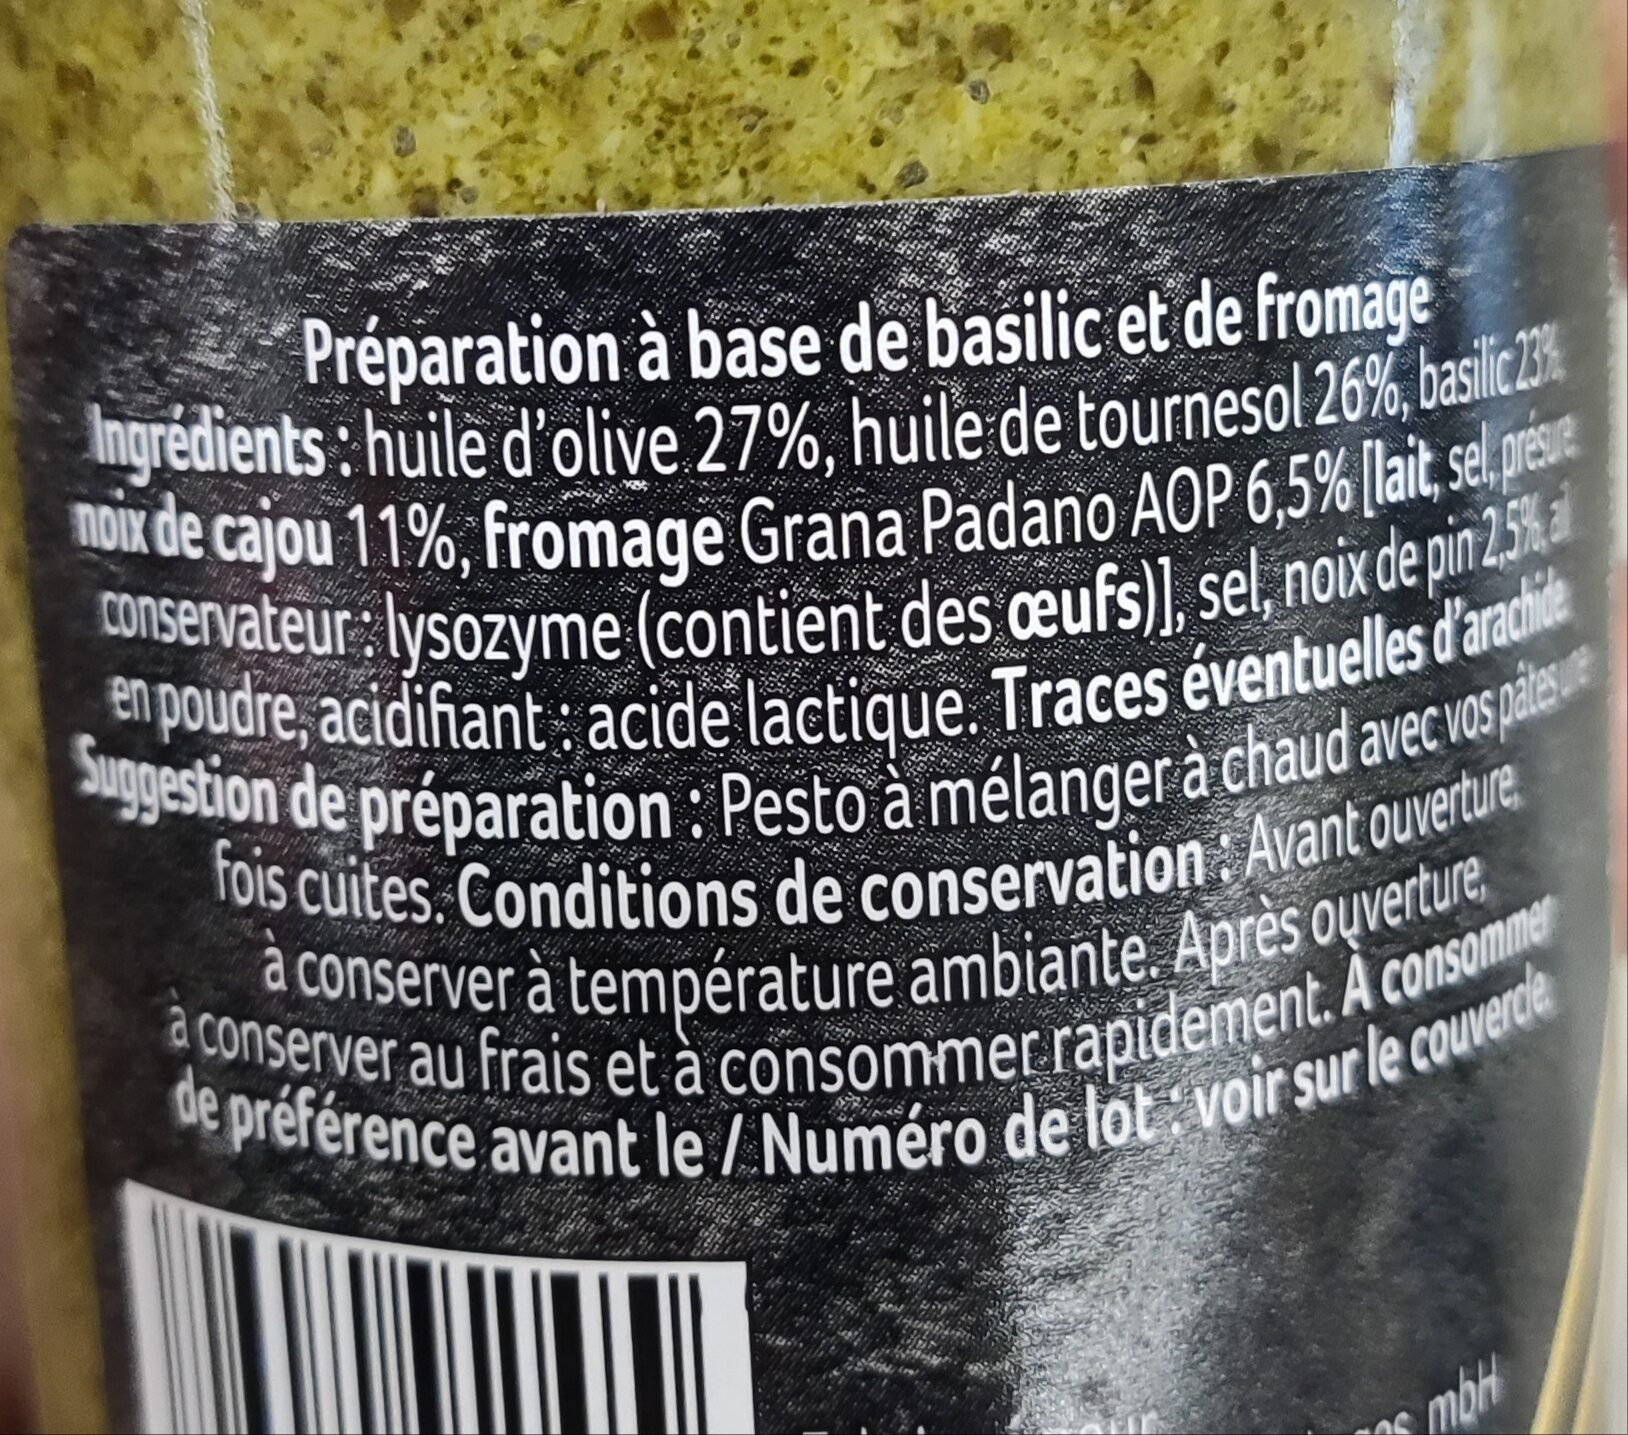 Préparation à base de basilic et de fromage
Ingrédients : huile d'olive 27%, huile de tournesol 26%, basilic 23%,
noix de cajou 11%, fromage Grana Padano AOP 6,5% [lait, sel, présure
conservateur : lysozyme (contient des œufs)], sel, noix de pin 2,5%, ail
en poudre, acidifiant : acide lactique. Traces éventuelles d'arachide.
Suggestion de préparation : Pesto à mélanger à chaud avec vos pâtes une
fois cuites. Conditions de conservation : Avant ouverture,
à conserver à température ambiante. Après ouverture,
à conserver au frais et à consommer rapidement. À consommer
de préférence avant le / Numéro de lot : voir sur le couvercle.
mbH